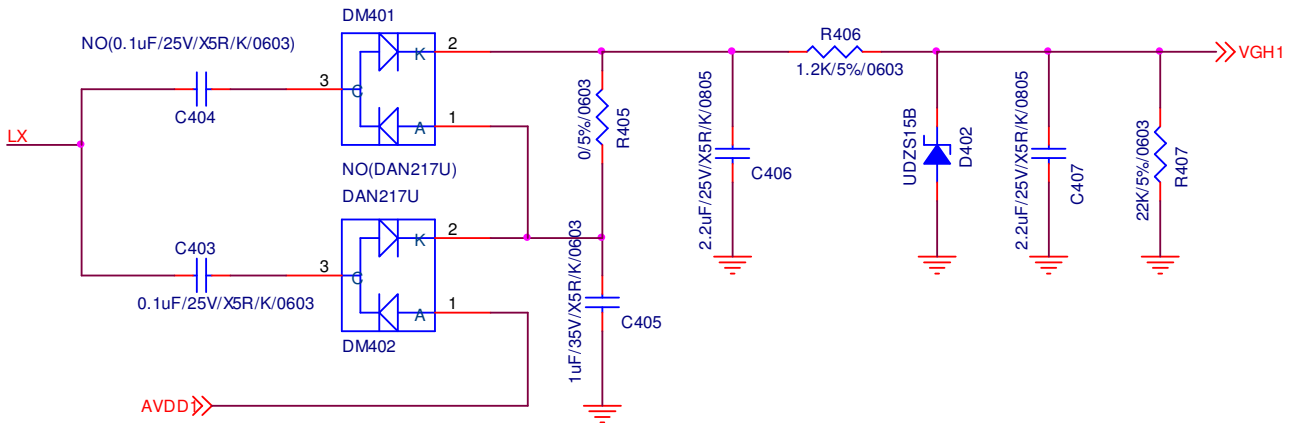 DM401
NO(0.1uF/25V/X5R/K/0603)
K
2
R406
VGH1
1.2K/5%/0603
3
C
C404
A
1
LX
0/5%/0603
R405
2.2uF/25V/X5R/K/0805
C406
UDZS15B
D402
2.2uF/25V/X5R/K/0805
C407
22K/5%/0603
R407
NO(DAN217U)
DAN217U
C403
K
2
3
C
0.1uF/25V/X5R/K/0603
A
1
1uF/35V/X5R/K/0603
C405
DM402
AVDD1